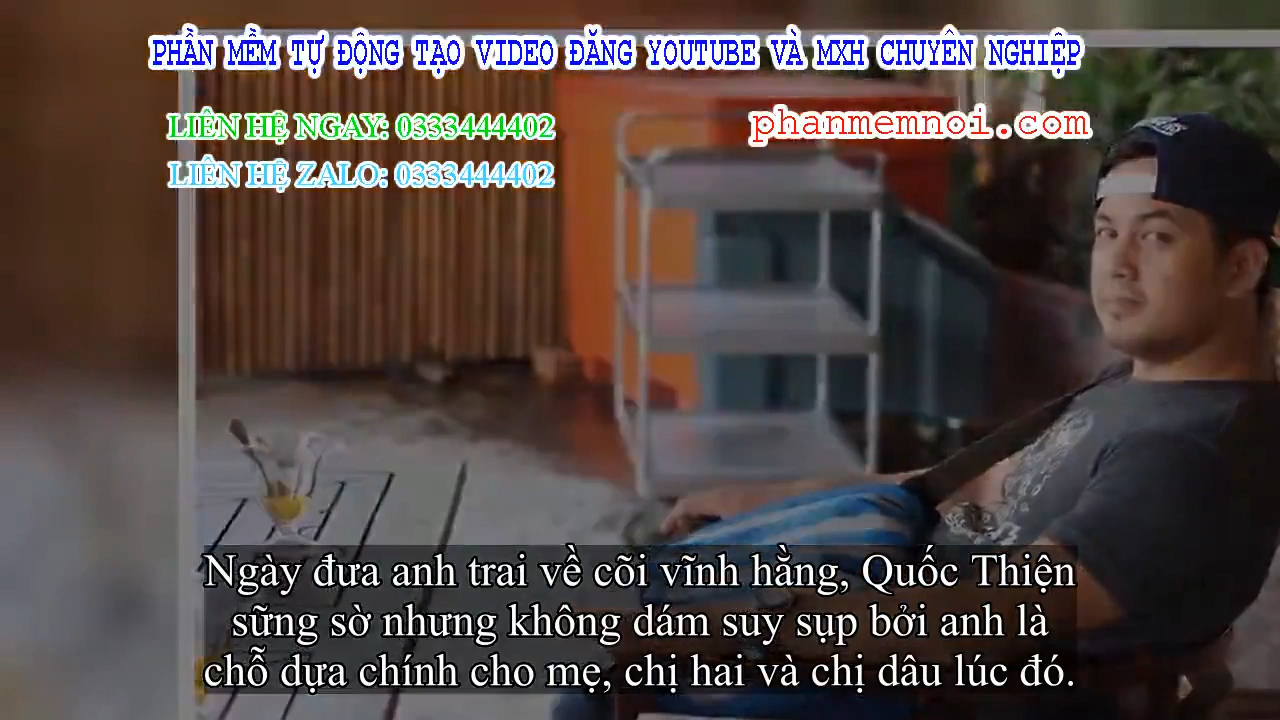 PHẦN MỀM TỰ ĐỘNG TẠO VIDEO ĐĂNG YOUTUBE VÀ MXH CHUYÊN NGHIỆP
LIÊN HỆ NGAY: 0333444402
phanmemnoi.com
LIÊN HỆ ZALO: 0333444402
Ngày đưa anh trai về cõi vĩnh hằng, Quốc Thiện
sững sờ nhưng không dám suy sụp bởi anh là
chỗ dựa chính cho mẹ, chị hai và chị dâu lúc đó.